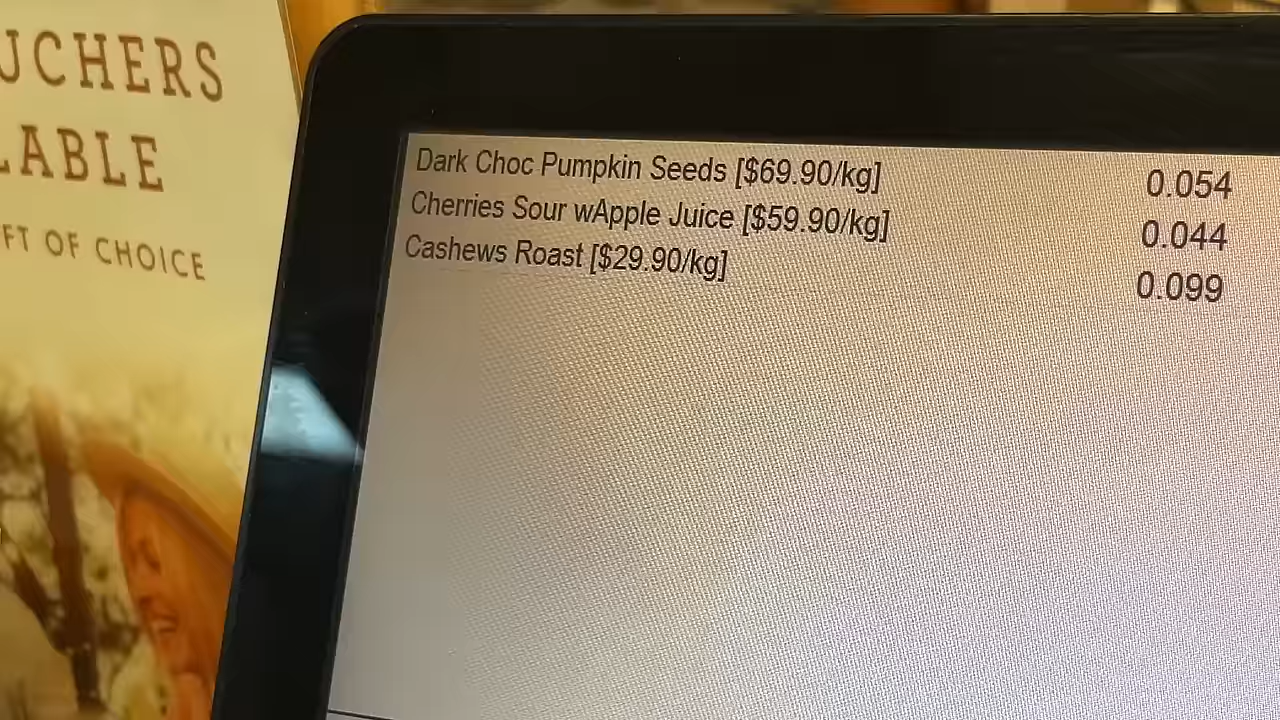 UCHERS
LABLE
FT OF CHOICE
Dark Choc Pumpkin Seeds [$69.90/kg] 0.054
Cherries Sour wApple Juice [$59.90/kg] 0.044
Cashews Roast [$29.90/kg] 0.099